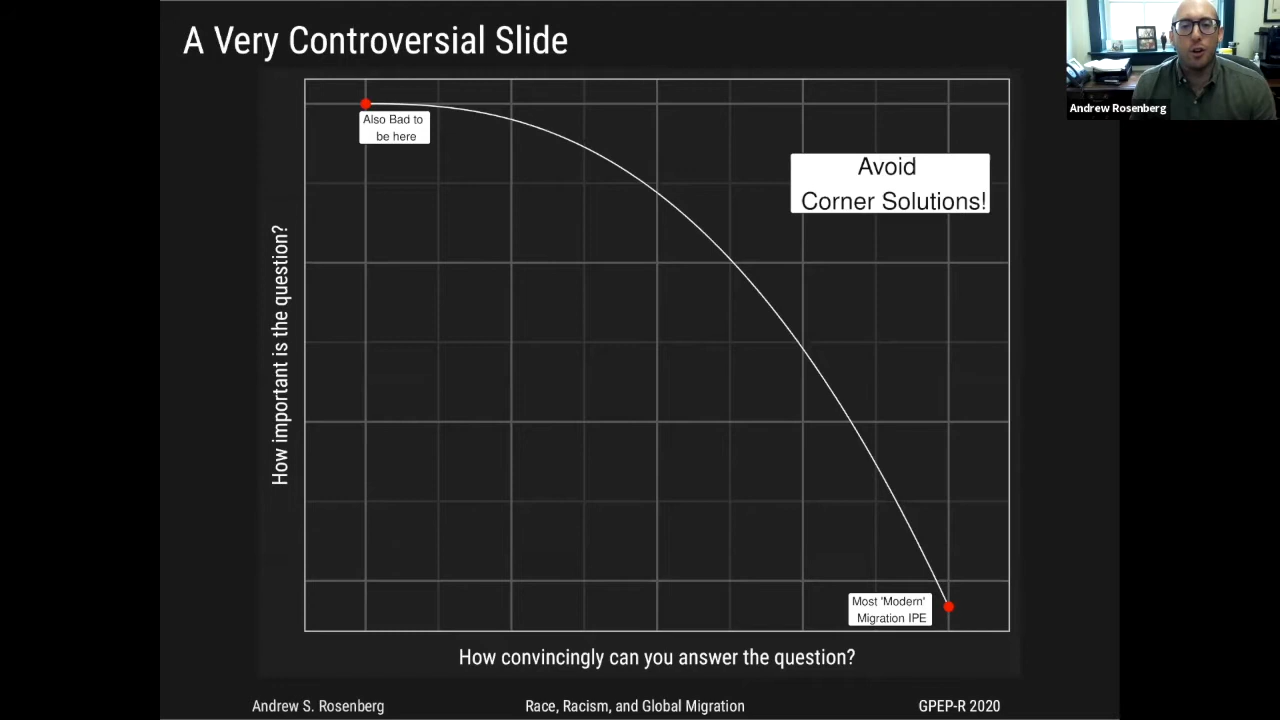 A Very Controversial Slide
Andrew Rosenberg
Also Bad to
be here
Avoid
Corner Solutions!
How important is the question?
Most 'Modern'
Migration IPE
How convincingly can you answer the question?
Andrew S. Rosenberg
Race, Racism, and Global Migration
GPEP-R 2020